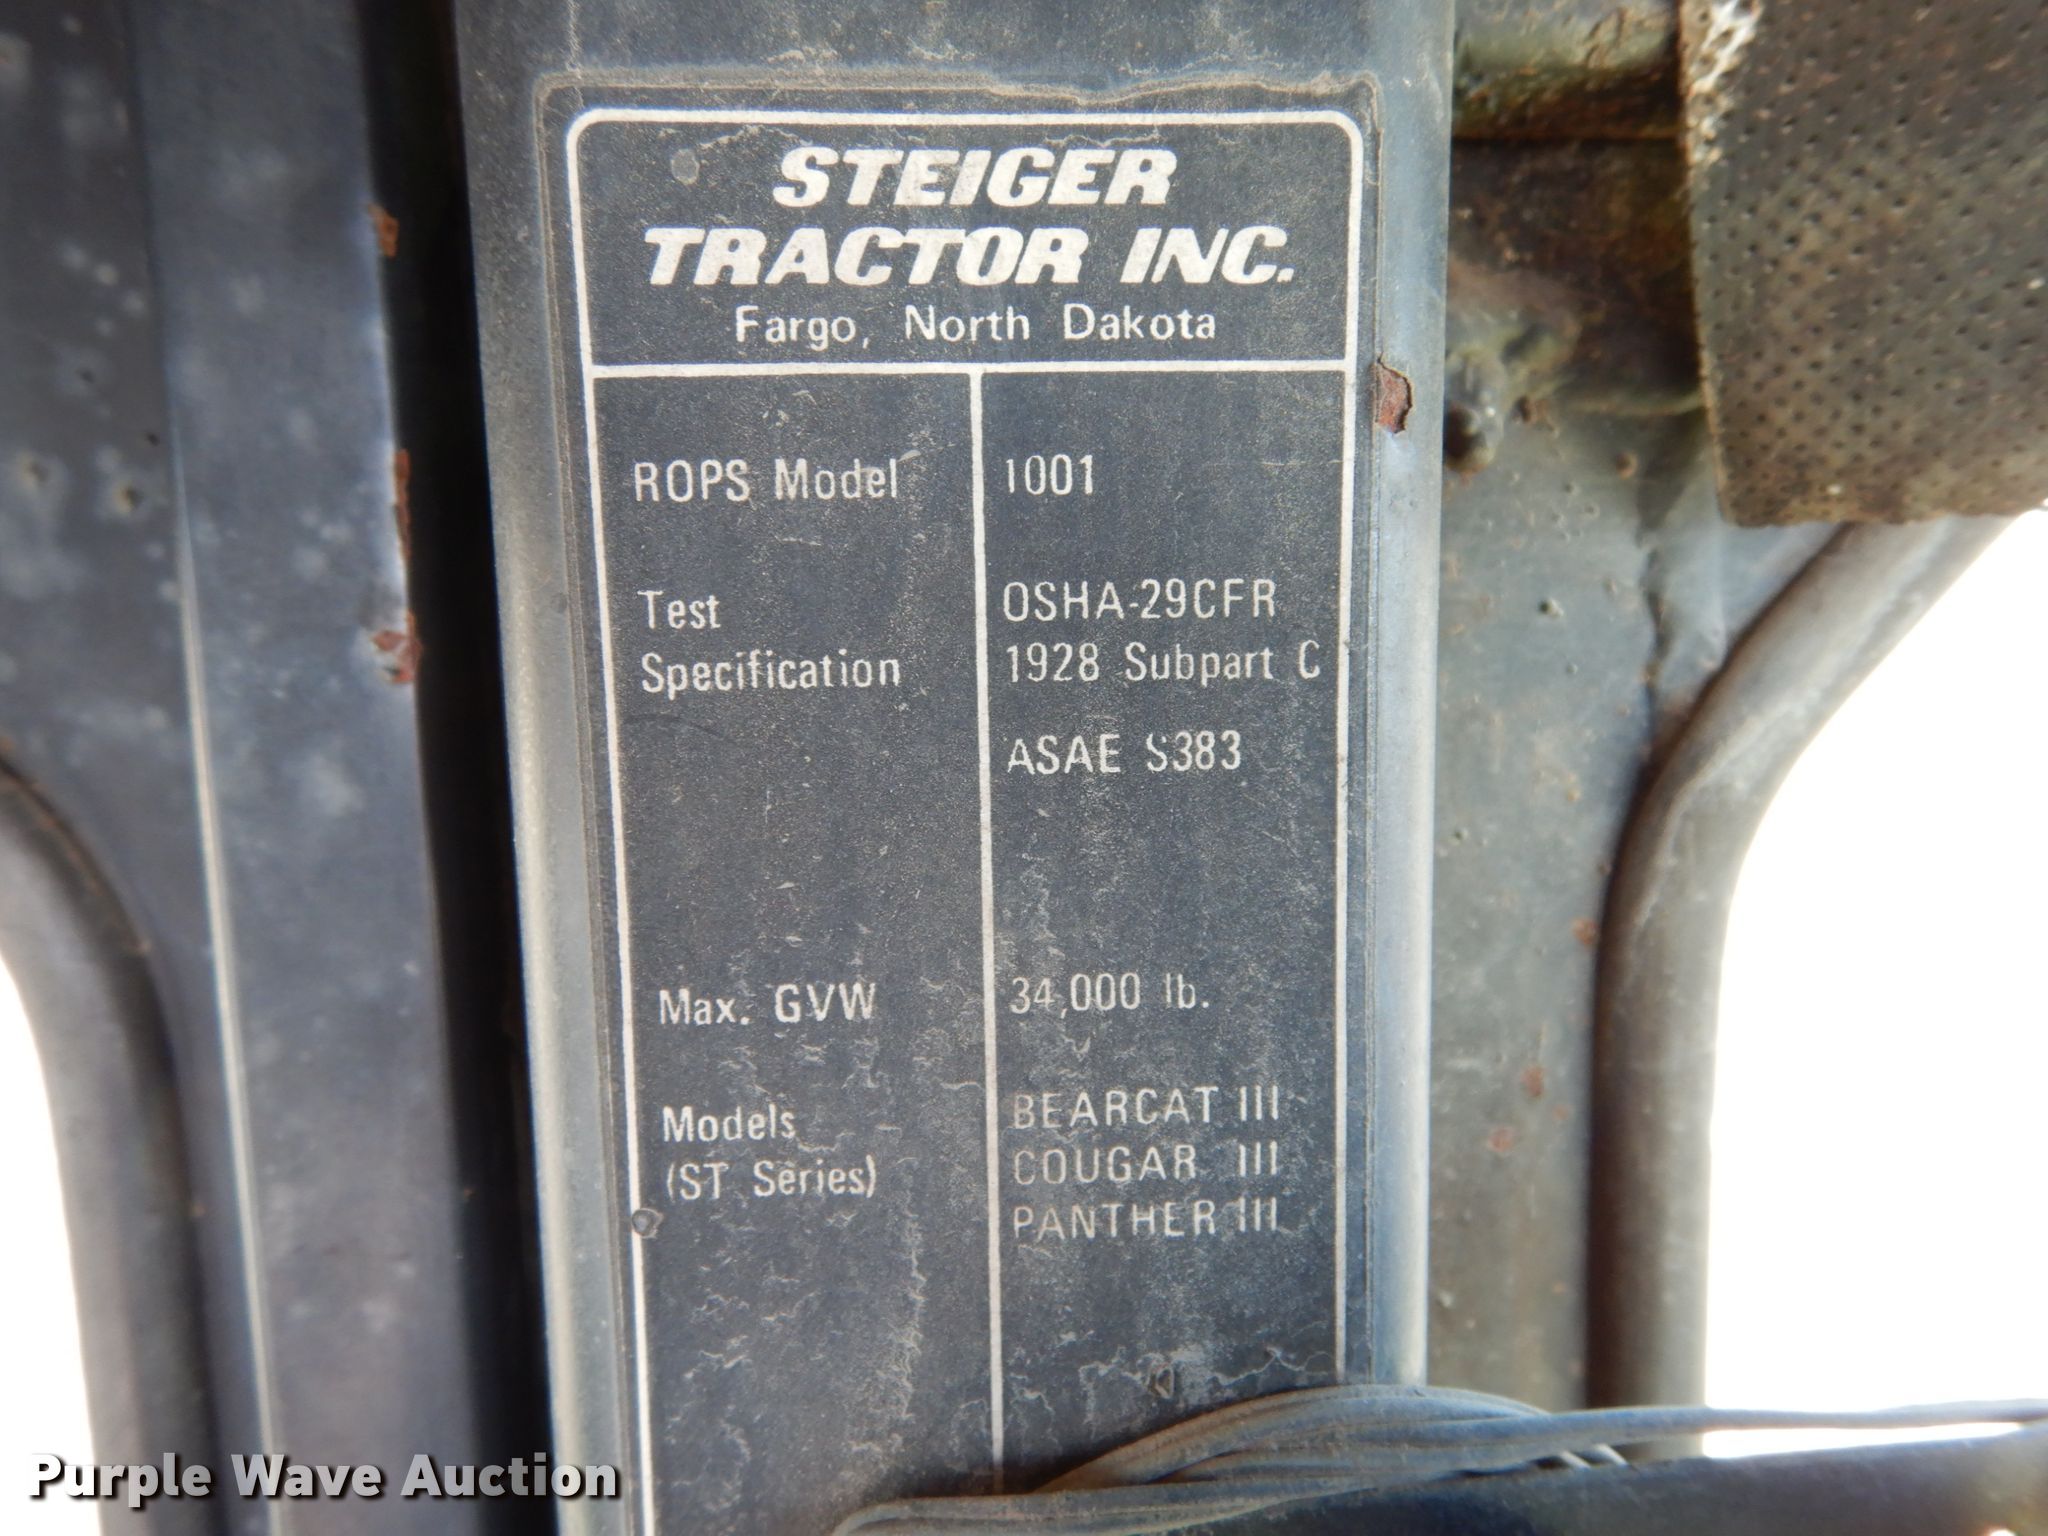 STEIGER
TRACTOR INC.
Fargo, North Dakota
ROPS Model 1001
Test OSHA-29CFR
Specification 1928 Subpart C
ASAE S383
Max. GVW 34,000 lb.
Models BEARCAT III
(ST Series) COUGAR III
PANTHER III
Purple Wave Auction